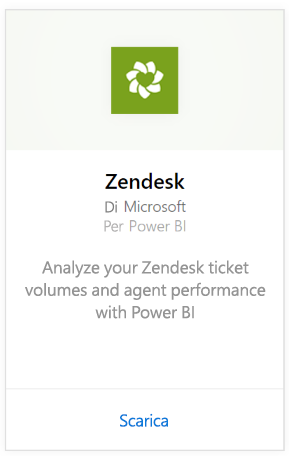 Zendesk
Di Microsoft
Per Power BI
Analyze your Zendesk ticket
volumes and agent performance
with Power BI
Scarica